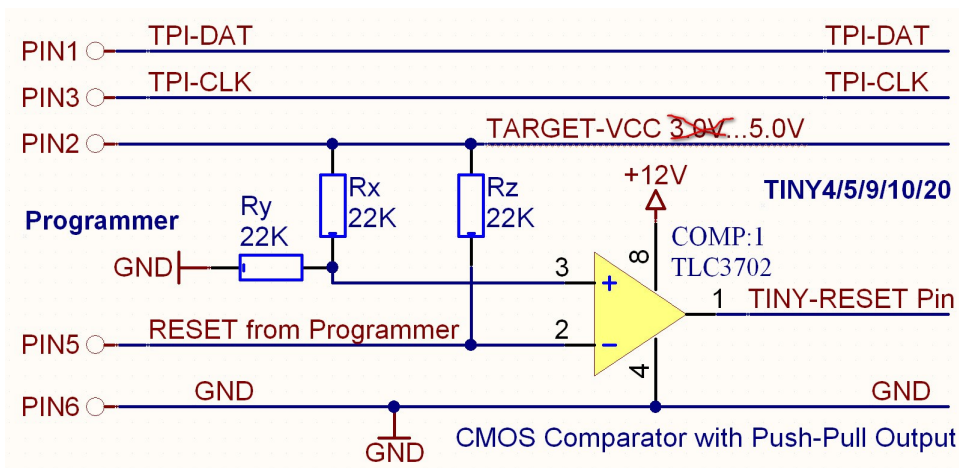 PIN1 TPI-DAT TPI-DAT
PIN3 TPI-CLK TPI-CLK
PIN2 TARGET-VCC 3.0V...5.0V
+12V TINY4/5/9/10/20
Rx
22K
Rz
22K
Programmer
Ry
22K
COMP:1
TLC3702
8
GND
3
+
1 TINY-RESET Pin
PIN5 RESET from Programmer
2
-
4
PIN6 GND GND
GND
CMOS Comparator with Push-Pull Output